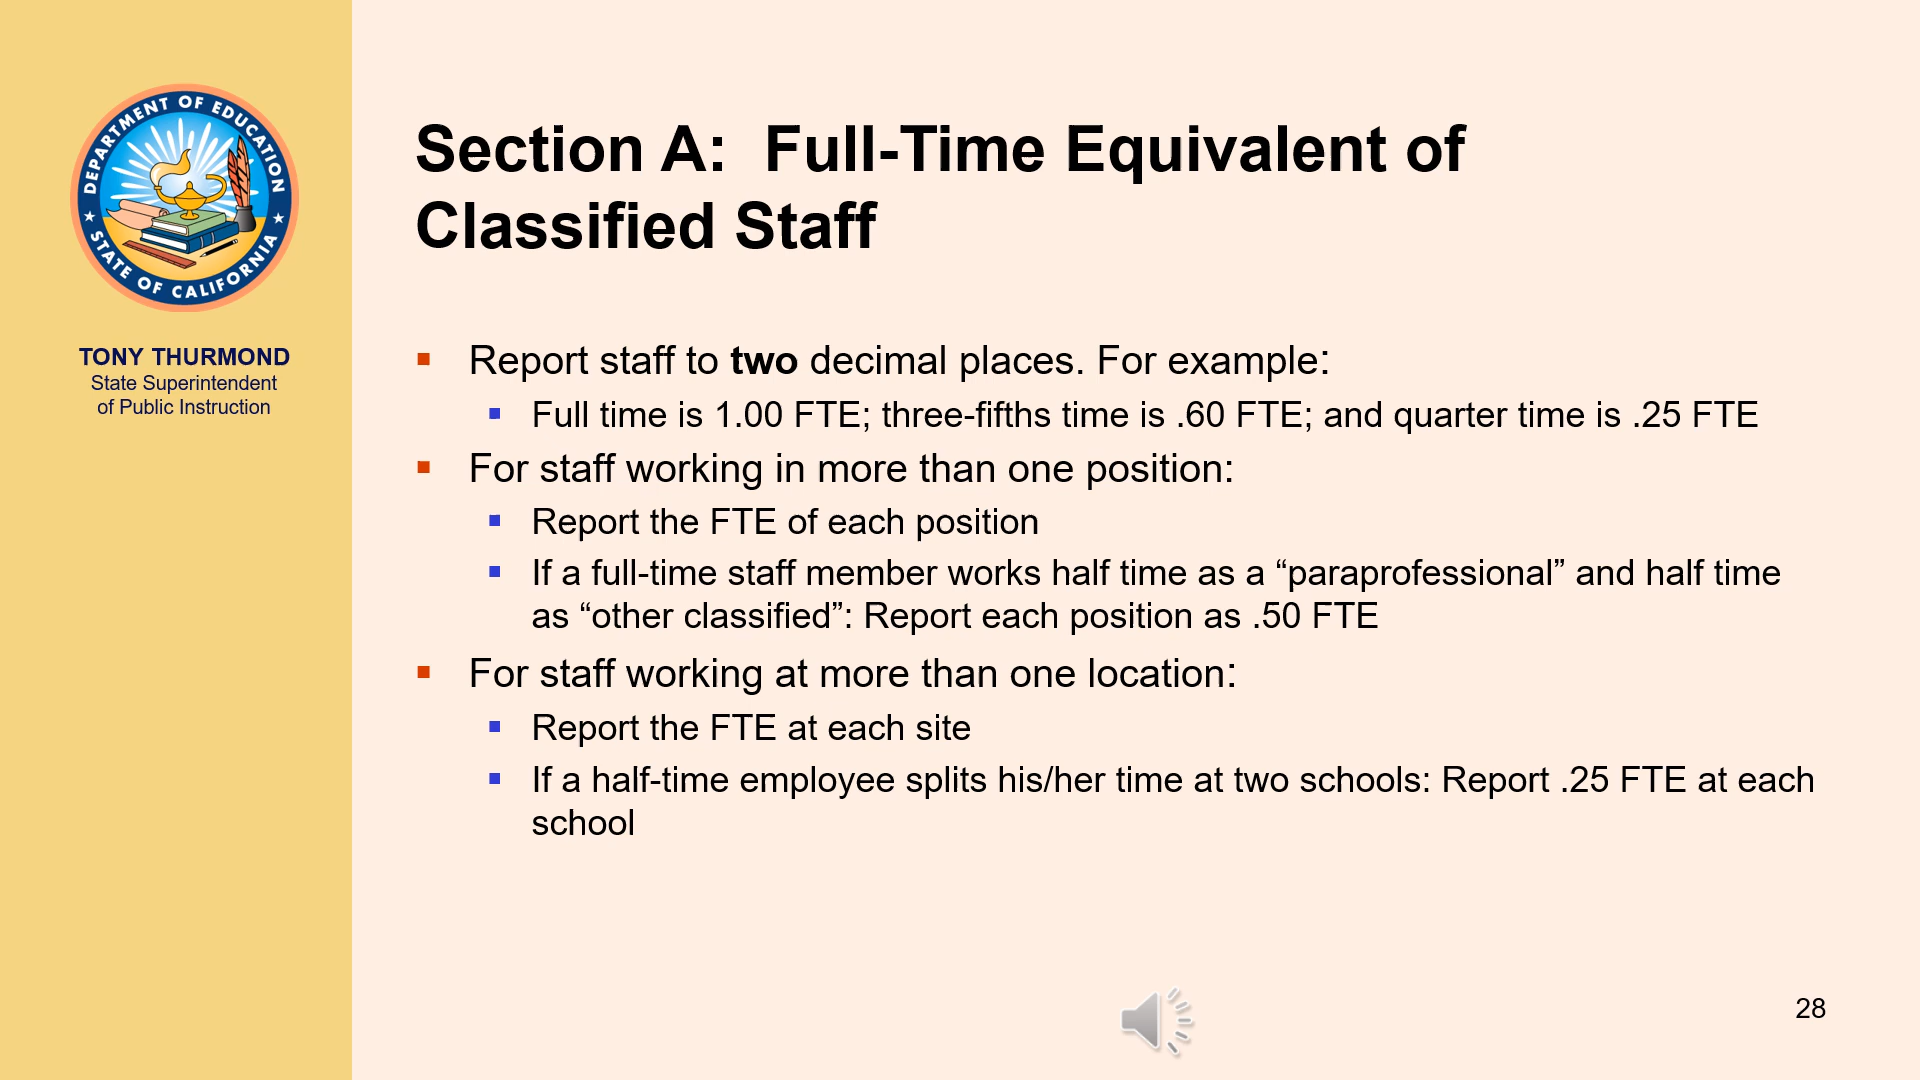 DEPARTMENT OF EDUCATION
STATE OF CALIFORNIA
TONY THURMOND
State Superintendent
of Public Instruction
Section A:  Full-Time Equivalent of
Classified Staff
▪ Report staff to two decimal places. For example:
▪ Full time is 1.00 FTE; three-fifths time is .60 FTE; and quarter time is .25 FTE
▪ For staff working in more than one position:
▪ Report the FTE of each position
▪ If a full-time staff member works half time as a “paraprofessional” and half time
as “other classified”: Report each position as .50 FTE
▪ For staff working at more than one location:
▪ Report the FTE at each site
▪ If a half-time employee splits his/her time at two schools: Report .25 FTE at each
school
28